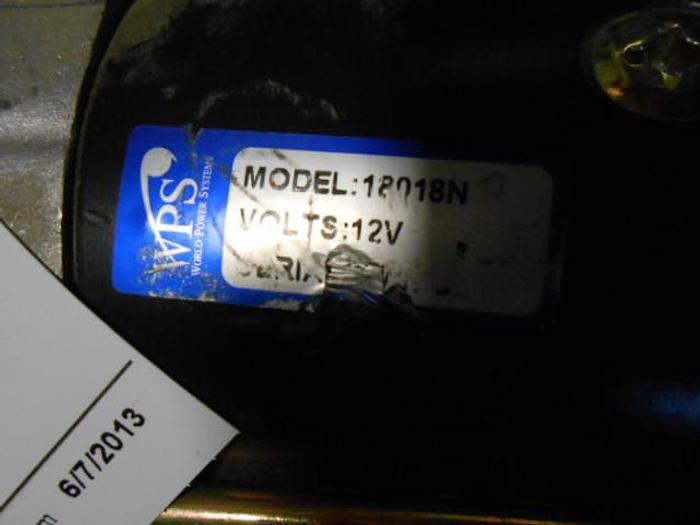 WPS
WORLD POWER SYSTEMS
MODEL:18018N
VOLTS:12V
6/7/2013